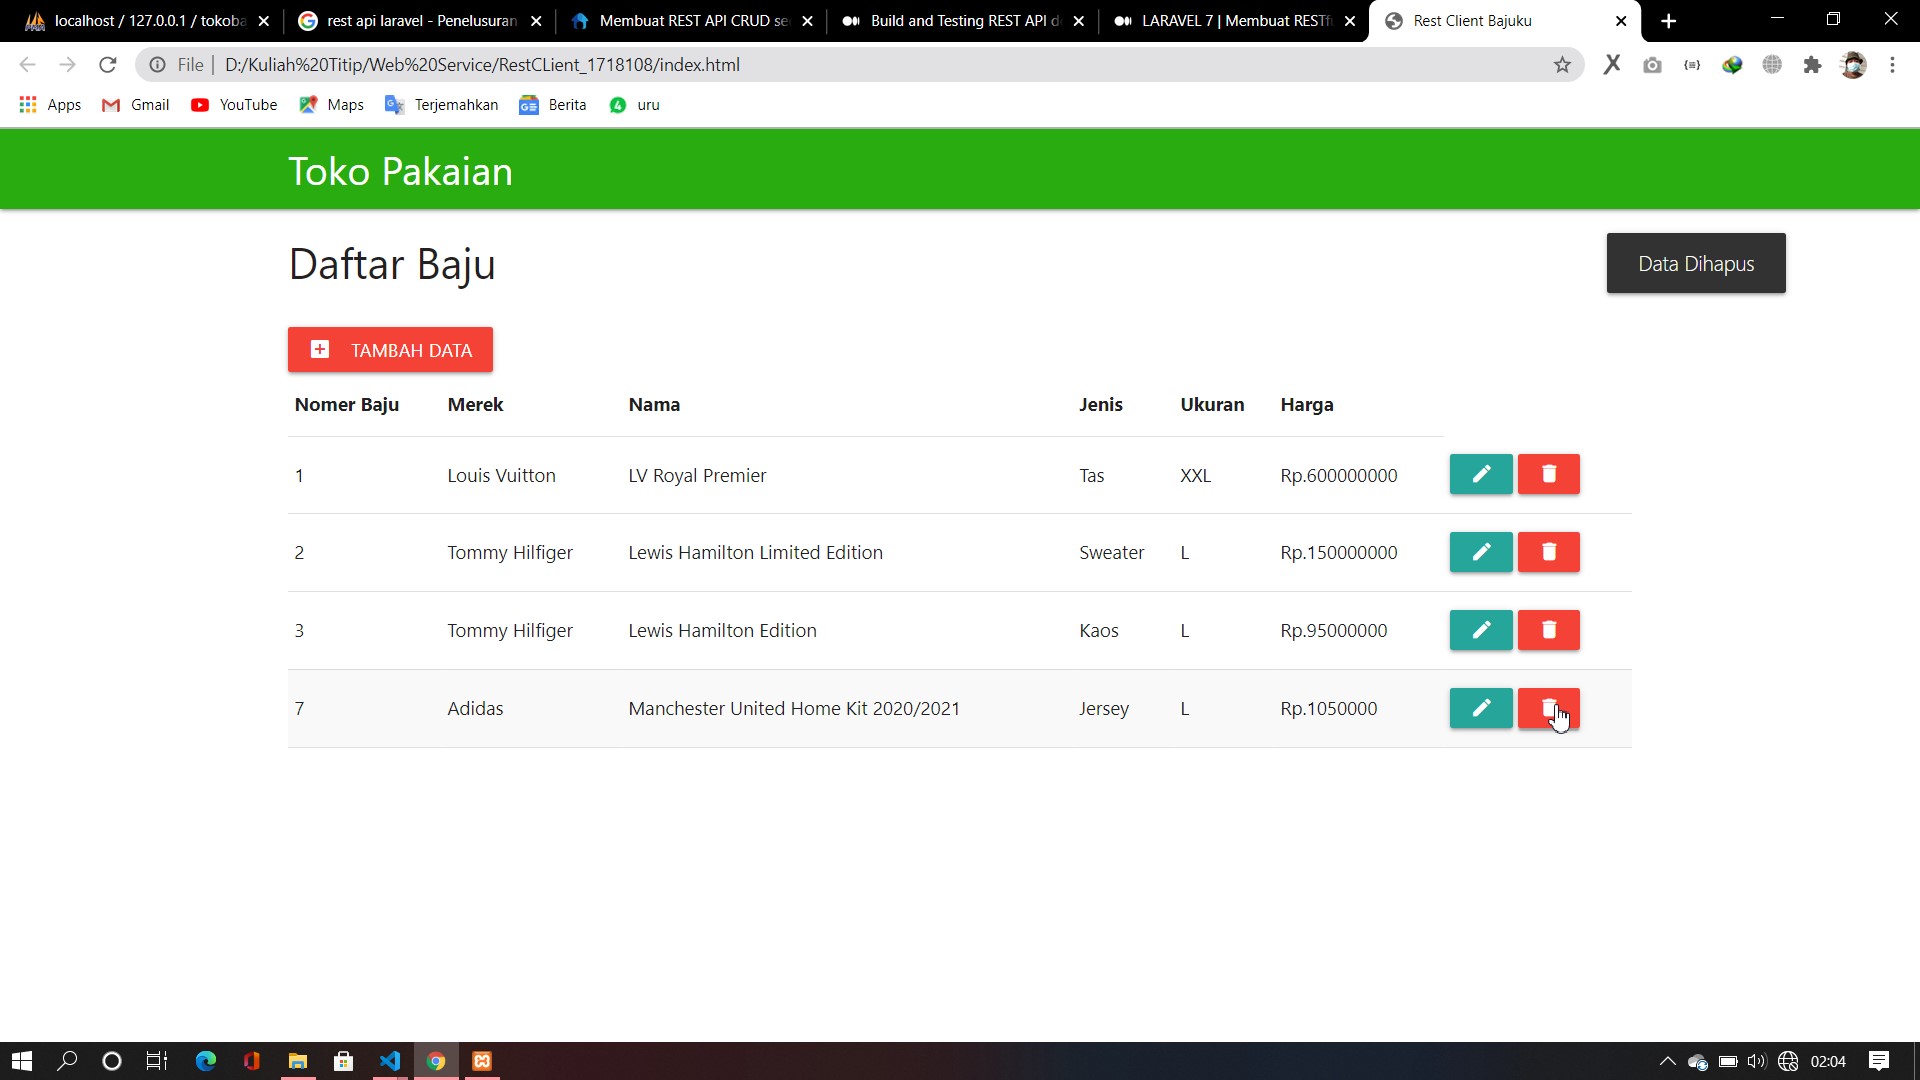 localhost / 127.0.0.1 / tokoba
rest api laravel - Penelusuran
Membuat REST API CRUD se
Build and Testing REST API d
LARAVEL 7 | Membuat RESTf
Rest Client Bajuku
File | D:/Kuliah%20Titip/Web%20Service/RestCLient_1718108/index.html
Apps Gmail YouTube Maps Terjemahkan Berita uru
Toko Pakaian
Daftar Baju
Data Dihapus
TAMBAH DATA
Nomer Baju Merek Nama Jenis Ukuran Harga
1 Louis Vuitton LV Royal Premier Tas XXL Rp.600000000
2 Tommy Hilfiger Lewis Hamilton Limited Edition Sweater L Rp.150000000
3 Tommy Hilfiger Lewis Hamilton Edition Kaos L Rp.95000000
7 Adidas Manchester United Home Kit 2020/2021 Jersey L Rp.1050000
02:04